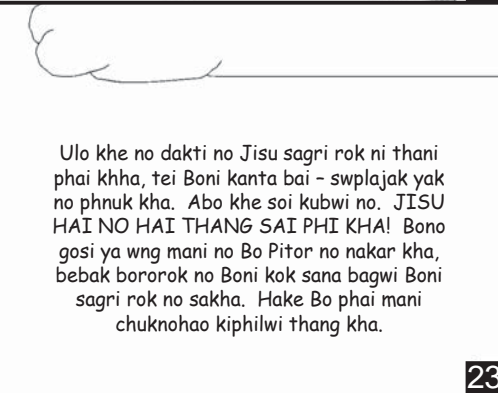 Ulo khe no dakti no Jisu sagri rok ni thani
phai khha, tei Boni kanta bai – swplajak yak
no phnuk kha. Abo khe soi kubwi no. JISU
HAI NO HAI THANG SAI PHI KHA! Bono
gosi ya wng mani no Bo Pitor no nakar kha,
bebak bororok no Boni kok sana bagwi Boni
sagri rok no sakha. Hake Bo phai mani
chuknohao kiphilwi thang kha.
23